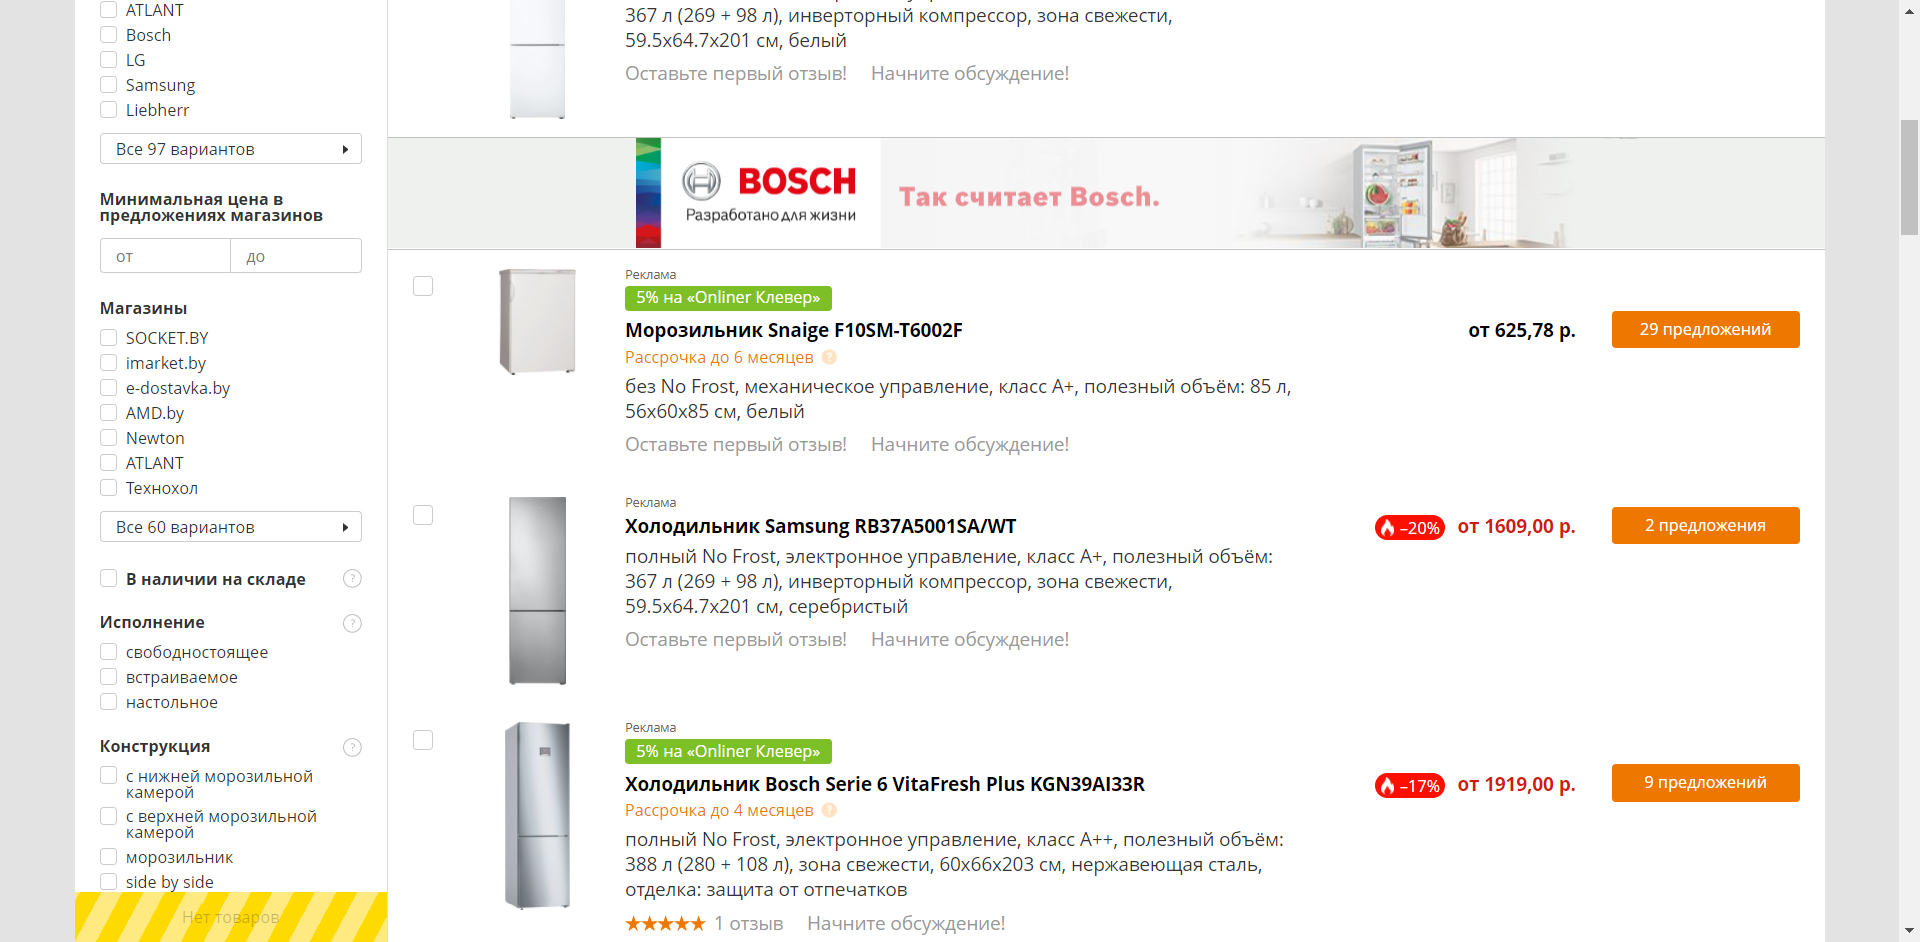 ATLANT
Bosch
LG
Samsung
Liebherr
Все 97 вариантов
Минимальная цена в
предложениях магазинов
от
до
Магазины
SOCKET.BY
imarket.by
e-dostavka.by
AMD.by
Newton
ATLANT
Технохол
Все 60 вариантов
В наличии на складе
?
Исполнение
?
свободностоящее
встраиваемое
настольное
Конструкция
?
с нижней морозильной
камерой
с верхней морозильной
камерой
морозильник
side by side
Нет товаров
367 л (269 + 98 л), инверторный компрессор, зона свежести,
59.5x64.7x201 см, белый
Оставьте первый отзыв! Начните обсуждение!
BOSCH
Разработано для жизни
Так считает Bosch.
Реклама
5% на «Onliner Клевер»
Морозильник Snaige F10SM-T6002F
от 625,78 р.
29 предложений
Рассрочка до 6 месяцев ?
без No Frost, механическое управление, класс A+, полезный объём: 85 л,
56x60x85 см, белый
Оставьте первый отзыв! Начните обсуждение!
Реклама
Холодильник Samsung RB37A5001SA/WT
–20% от 1609,00 р.
2 предложения
полный No Frost, электронное управление, класс A+, полезный объём:
367 л (269 + 98 л), инверторный компрессор, зона свежести,
59.5x64.7x201 см, серебристый
Оставьте первый отзыв! Начните обсуждение!
Реклама
5% на «Onliner Клевер»
Холодильник Bosch Serie 6 VitaFresh Plus KGN39AI33R
–17% от 1919,00 р.
9 предложений
Рассрочка до 4 месяцев ?
полный No Frost, электронное управление, класс A++, полезный объём:
388 л (280 + 108 л), зона свежести, 60x66x203 см, нержавеющая сталь,
отделка: защита от отпечатков
1 отзыв Начните обсуждение!